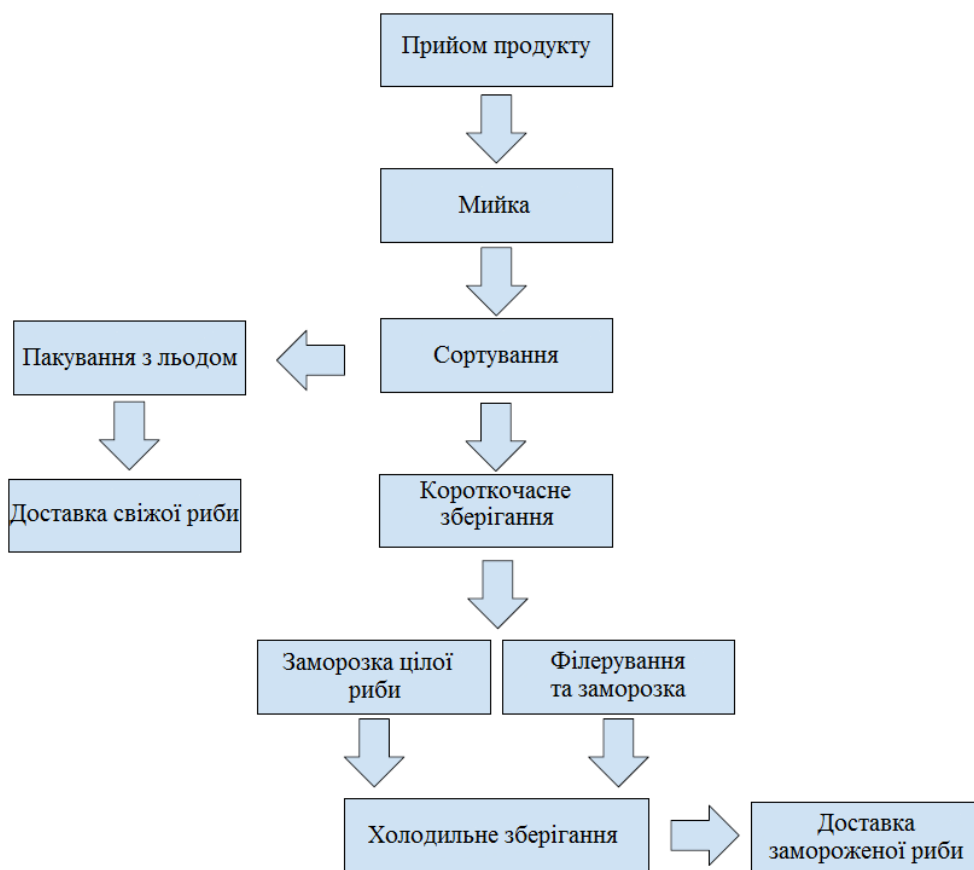 Прийом продукту
Мийка
Сортування
Пакування з льодом
Доставка свіжої риби
Короткочасне
зберігання
Заморозка цілої
риби
Філерування
та заморозка
Холодильне зберігання
Доставка
замороженої риби